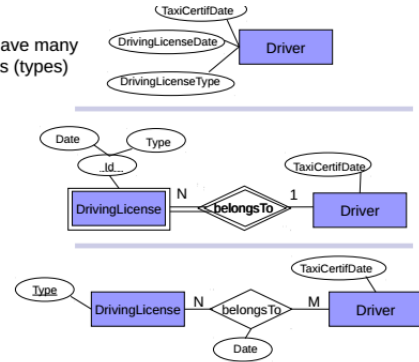 TaxiCertifDate
ave many
DrivingLicenseDate
Driver
s (types)
DrivingLicenseType
Date
Type
Id
TaxiCertifDate
N
1
DrivingLicense
belongsTo
Driver
TaxiCertifDate
Type
DrivingLicense
N
belongsTo
M
Driver
Date